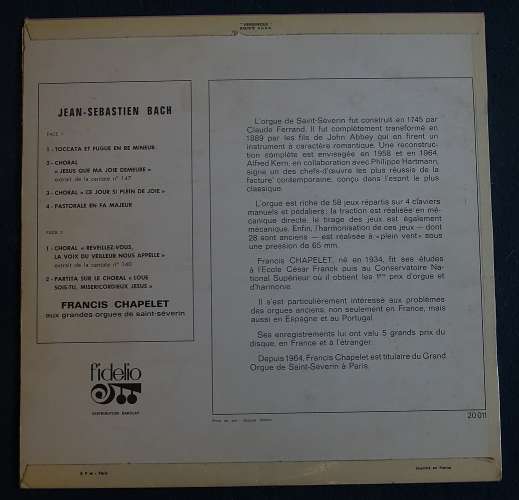 JEAN-SEBASTIEN BACH
FACE 1
1 - TOCCATA ET FUGUE EN RE MINEUR
2 - CHORAL
« JESUS QUE MA JOIE DEMEURE »
extrait de la cantate n° 147
3 - CHORAL « CE JOUR SI PLEIN DE JOIE »
4 - PASTORALE EN FA MAJEUR
FACE 2
1 - CHORAL « REVEILLEZ-VOUS,
LA VOIX DU VEILLEUR NOUS APPELLE »
extrait de la cantate n° 140
2 - PARTITA SUR LE CHORAL « LOUE
SOIS-TU, MISERICORDIEUX JESUS »
FRANCIS CHAPELET
aux grandes orgues de saint-séverin
fidelio
DISTRIBUTION BARCLAY
L'orgue de Saint-Séverin fut construit en 1745 par
Claude Ferrand. Il fut complètement transformé en
1889 par les fils de John Abbey qui en firent un
instrument à caractère romantique. Une reconstruc-
tion complète est envisagée en 1958 et en 1964,
Alfred Kern, en collaboration avec Philippe Hartmann,
signe un des chefs-d'œuvre les plus réussis de la
facture contemporaine, conçu dans l'esprit le plus
classique.
L'orgue est riche de 58 jeux répartis sur 4 claviers
manuels et pédaliers ; la traction est réalisée en mé-
canique directe, le tirage des jeux est également
mécanique. Enfin, l'harmonisation de ces jeux — dont
28 sont anciens — est réalisée à « plein vent » sous
une pression de 65 mm.
Francis CHAPELET, né en 1934, fit ses études
à l'Ecole César Franck puis au Conservatoire Na-
tional Supérieur où il obtient les 1ers prix d'orgue et
d'harmonie.
Il s'est particulièrement intéressé aux problèmes
des orgues anciens, non seulement en France, mais
aussi en Espagne et au Portugal.
Ses enregistrements lui ont valu 5 grands prix du
disque, en France et à l'étranger.
Depuis 1964, Francis Chapelet est titulaire du Grand
Orgue de Saint-Séverin à Paris.
20 011
Imprimé en France